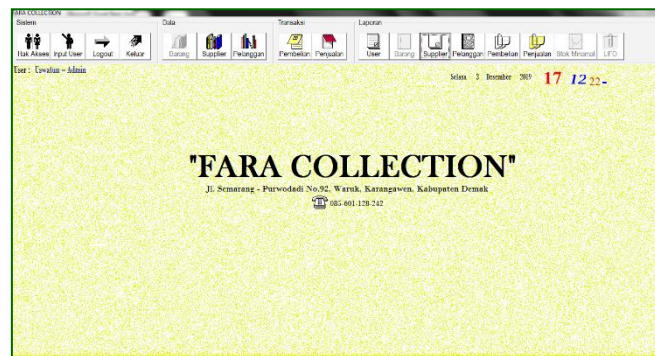 FARA COLLECTION
Sistem Data Transaksi Laporan
Hak Akses Input User Logout Keluar Barang Supplier Pelanggan Pembelian Penjualan User Barang Supplier Pelanggan Pembelian Penjualan Stok Minimal LIFO
User : Uswatun - Admin
Selasa 3 Desember 2019 17 12 22 -
"FARA COLLECTION"
Jl. Semarang - Purwodadi No.92, Waruk, Karangawen, Kabupaten Demak
085-601-128-242